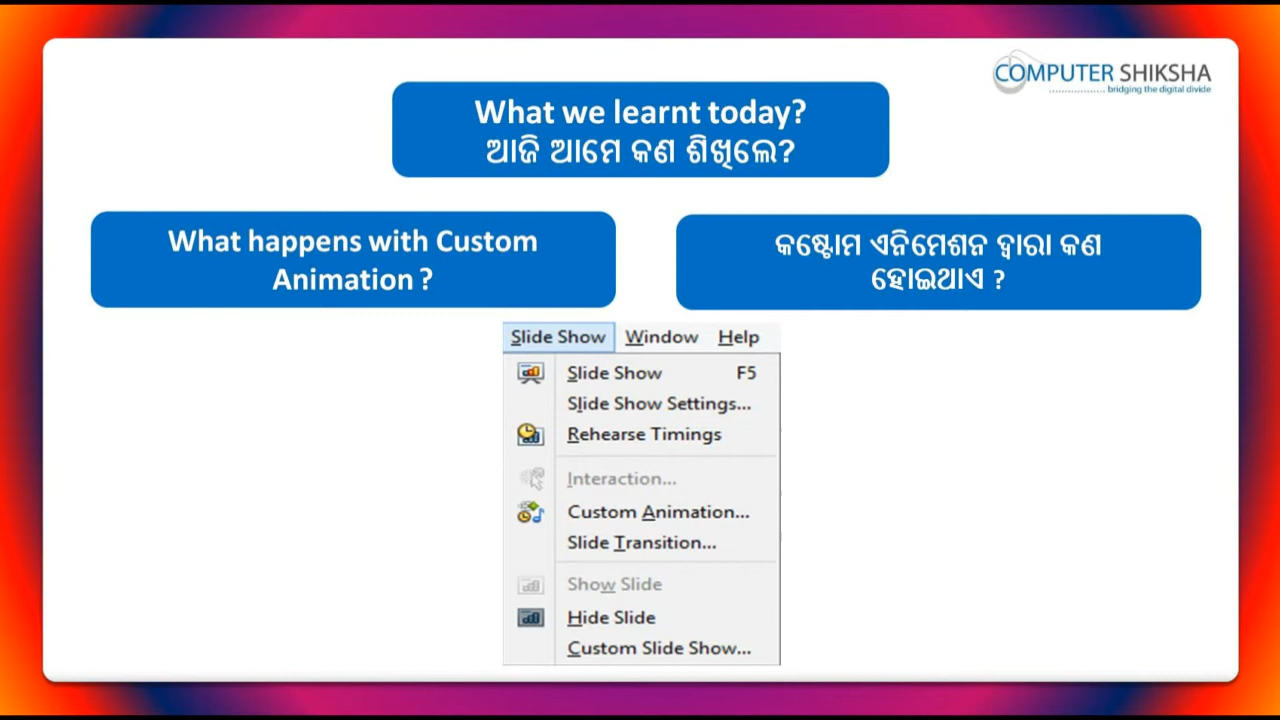 COMPUTER SHIKSHA
bridging the digital divide
What we learnt today?
ଆଜି ଆମେ କଣ ଶିଖିଲେ?
What happens with Custom
Animation ?
କଷ୍ଟୋମ ଏନିମେଶନ ଦ୍ୱାରା କଣ
ହୋଇଥାଏ ?
Slide Show Window Help
Slide Show F5
Slide Show Settings...
Rehearse Timings
Interaction...
Custom Animation...
Slide Transition...
Show Slide
Hide Slide
Custom Slide Show...